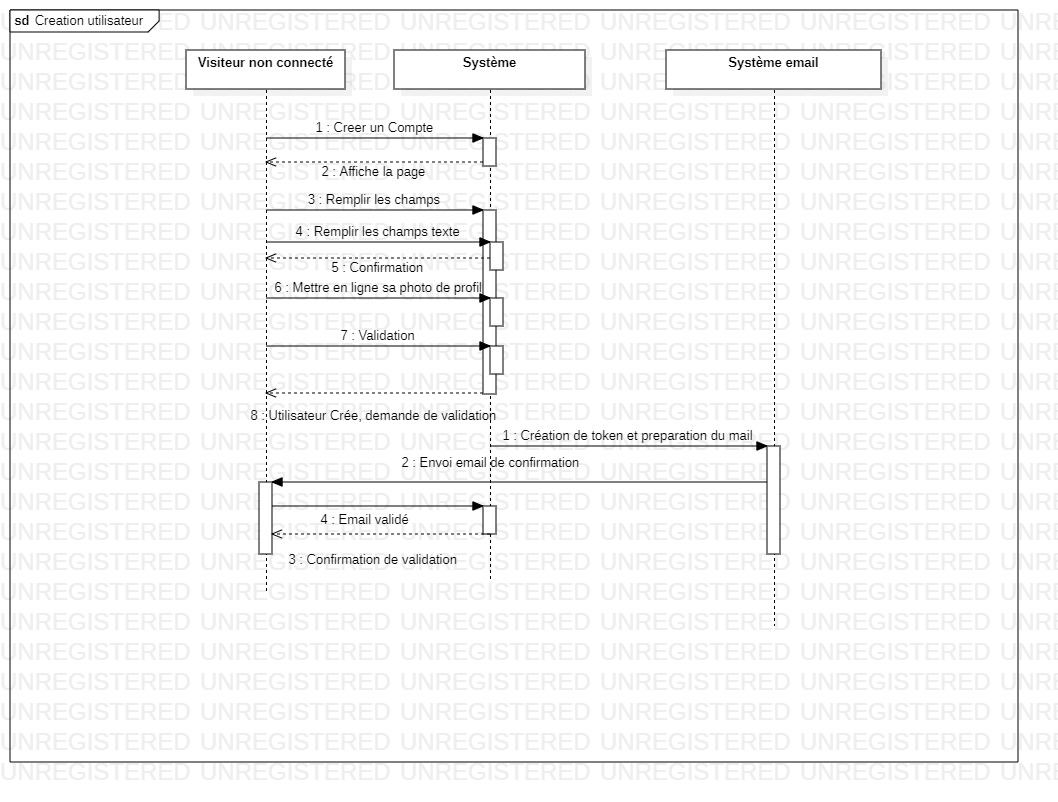 sd Creation utilisateur
Visiteur non connecté
Système
Système email
1 : Creer un Compte
2 : Affiche la page
3 : Remplir les champs
4 : Remplir les champs texte
5 : Confirmation
6 : Mettre en ligne sa photo de profil
7 : Validation
8 : Utilisateur Crée, demande de validation
1 : Création de token et preparation du mail
2 : Envoi email de confirmation
4 : Email validé
3 : Confirmation de validation
UNREGISTERED UNREGISTERED UNREGISTERED UNREGISTERED UNREGISTERED